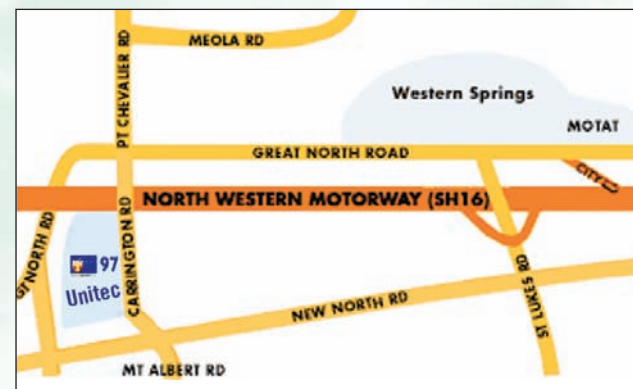 MEOLA RD
PT CHEVALIER RD
Western Springs
MOTAT
GREAT NORTH ROAD
CITY
NORTH WESTERN MOTORWAY (SH16)
GT NORTH RD
CARRINGTON RD
97
Unitec
NEW NORTH RD
ST LUKES RD
MT ALBERT RD